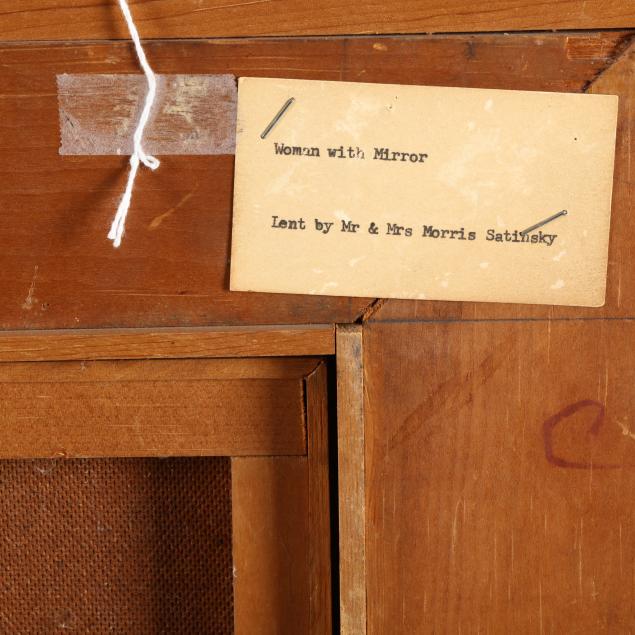 Woman with Mirror
Lent by Mr & Mrs Morris Satinsky
C